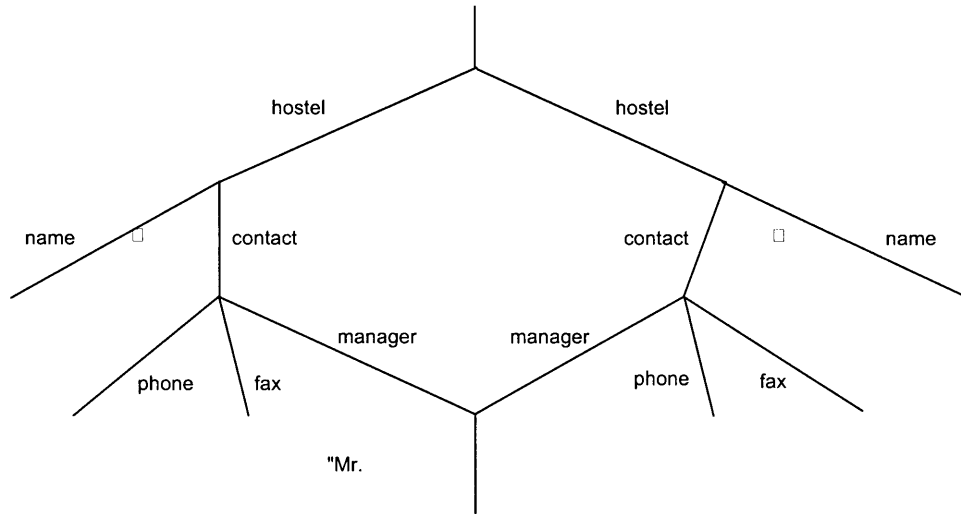 hostel hostel
name contact contact name
manager manager
phone fax phone fax
"Mr.